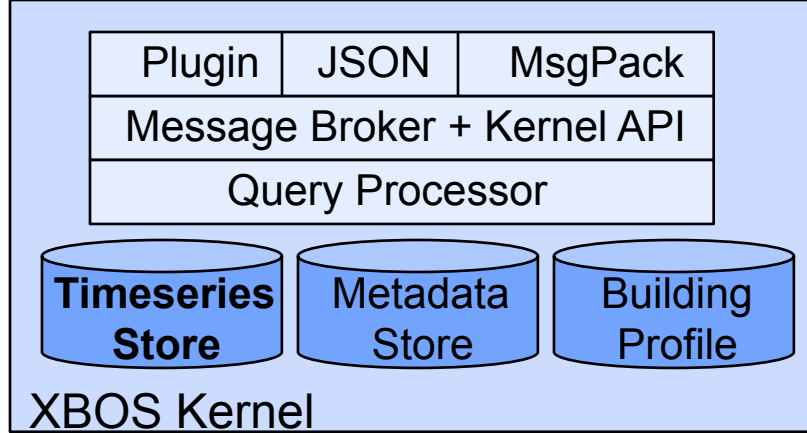 Plugin JSON MsgPack
Message Broker + Kernel API
Query Processor
Timeseries Store
Metadata Store
Building Profile
XBOS Kernel